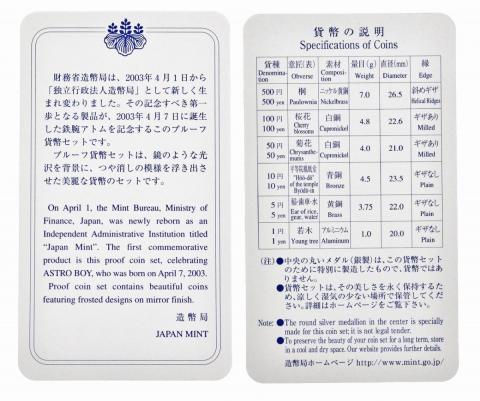 財務省造幣局は、2003年4月1日から
「独立行政法人造幣局」として新しく生
まれ変わりました。その記念すべき第一
歩となる製品が、2003年4月7日に誕生
した鉄腕アトムを記念するこのプルーフ
貨幣セットです。
プルーフ貨幣セットは、鏡のような光
沢を背景に、つや消しの模様を浮き出さ
せた美麗な貨幣のセットです。
On April 1, the Mint Bureau, Ministry of
Finance, Japan, was newly reborn as an
Independent Administrative Institution titled
"Japan Mint". The first commemorative
product is this proof coin set, celebrating
ASTRO BOY, who was born on April 7, 2003.
Proof coin set contains beautiful coins
featuring frosted designs on mirror finish.
造幣局
JAPAN MINT
貨幣の説明
Specifications of Coins
貨種 意匠(表) 素材 量目(g) 直径(mm) 縁
Denomination Obverse Composition Weight Diameter Edge
500円 桐 ニッケル黄銅 7.0 26.5 斜めギザ
500 yen Paulownia Nickelbrass Helical Ridges
100円 桜花 白銅 4.8 22.6 ギザあり
100 yen Cherry blossoms Cupronickel Milled
50円 菊花 白銅 4.0 21.0 ギザあり
50 yen Chrysanthemums Cupronickel Milled
10円 平等院鳳凰堂 青銅 4.5 23.5 ギザなし
10 yen "Hoo-do" of the temple Byodo-in Bronze Plain
5円 稲・歯車・水 黄銅 3.75 22.0 ギザなし
5 yen Ear of rice, gear, water Brass Plain
1円 若木 アルミニウム 1.0 20.0 ギザなし
1 yen Young tree Aluminum Plain
(注)●中央の丸いメダル(銀製)は、この貨幣セット
のために特別に製造したもので、貨幣ではあ
りません。
●貨幣セットは、その美しさを永く保持するた
め、涼しく湿気の少ない場所で保管してくださ
い。詳細はホームページをご覧下さい。
Note: ●The round silver medallion in the center is specially
made for this coin set; it is not legal tender.
●To preserve the beauty of your coin set for a long term, store
in a cool and dry space. Our website provides further details.
造幣局ホームページ http://www.mint.go.jp/